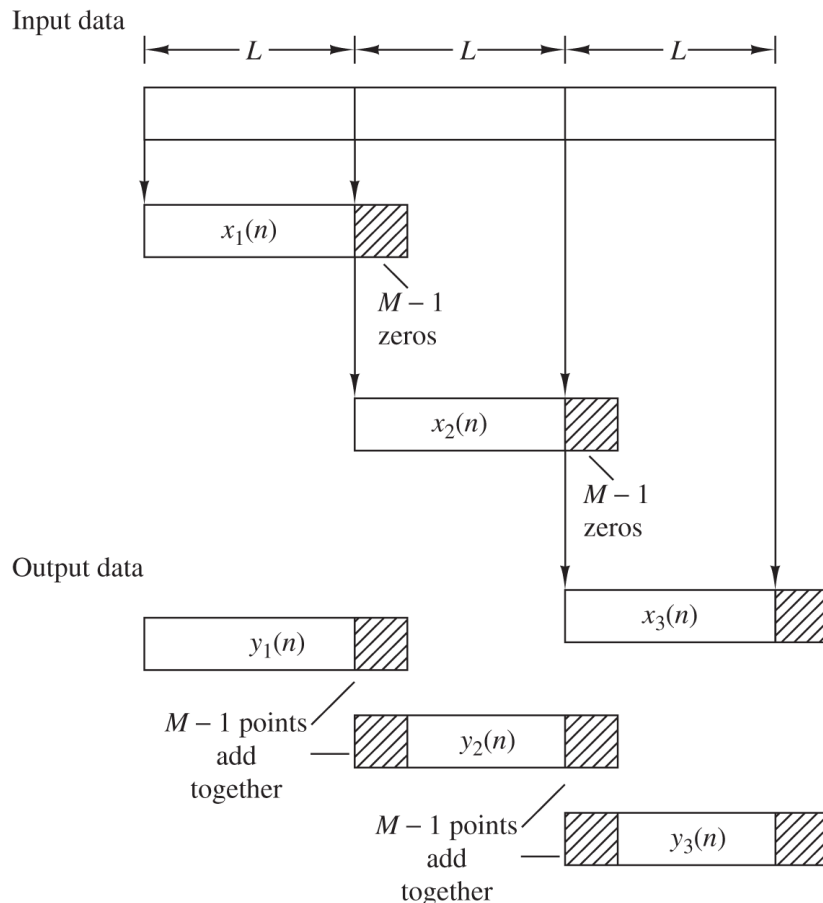 Input data
L L L
x₁(n)
M − 1
zeros
x₂(n)
M − 1
zeros
Output data
x₃(n)
y₁(n)
M − 1 points
add
together
y₂(n)
M − 1 points
add
together
y₃(n)